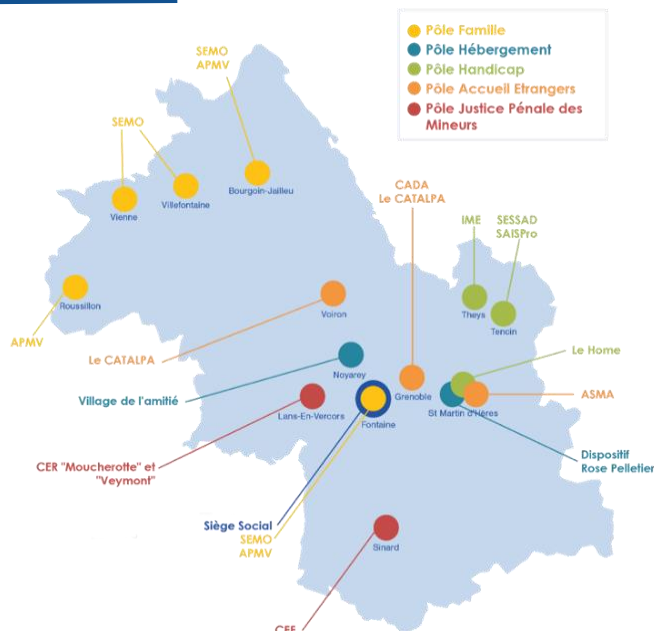 Pôle Famille
Pôle Hébergement
Pôle Handicap
Pôle Accueil Etrangers
Pôle Justice Pénale des
Mineurs
SEMO
APMV
SEMO
Bourgoin-Jailleu
Villefontaine
Vienne
CADA
Le CATALPA
IME
SESSAD
SAISPro
Theys
Tencin
Roussillon
APMV
Voiron
Le CATALPA
Le Home
Noyarey
Village de l'amitié
Grenoble
ASMA
St Martin d'Hères
Lans-En-Vercors
Fontaine
Dispositif
Rose Pelletier
CER "Moucherotte" et
"Veymont"
Siège Social
SEMO
APMV
Sinard